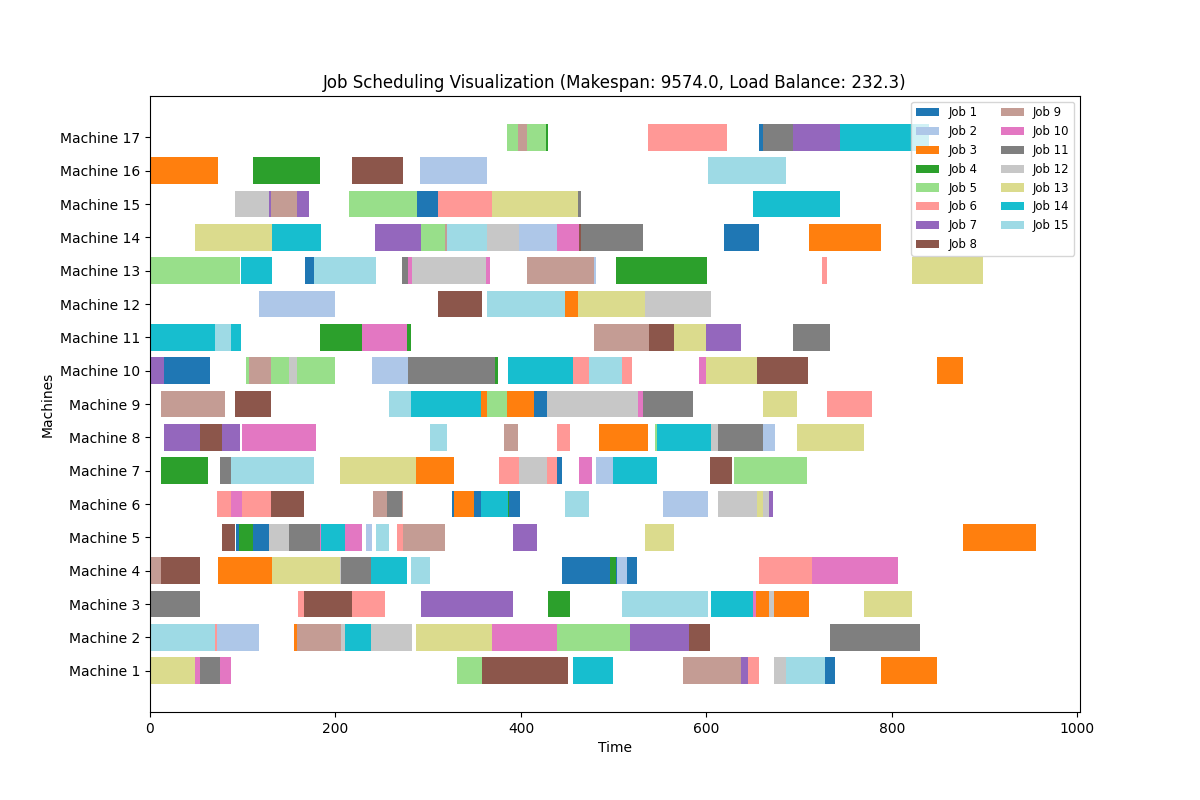 Job Scheduling Visualization (Makespan: 9574.0, Load Balance: 232.3)
Machine 17
Machine 16
Machine 15
Machine 14
Machine 13
Machine 12
Machine 11
Machine 10
Machine 9
Machine 8
Machine 7
Machine 6
Machine 5
Machine 4
Machine 3
Machine 2
Machine 1
Machines
Job 1
Job 2
Job 3
Job 4
Job 5
Job 6
Job 7
Job 8
Job 9
Job 10
Job 11
Job 12
Job 13
Job 14
Job 15
0 200 400 600 800 1000
Time